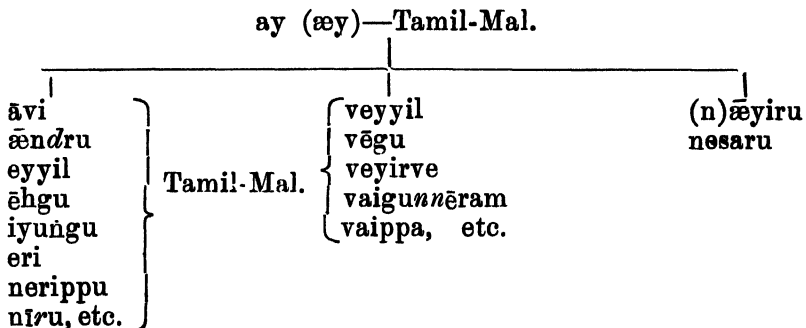 ay (æy)—Tamil-Mal.
āvi
ǣndru
eyyil
ēhgu
iyuṅgu
eri
nerippu
nīru, etc.
Tamil-Mal.
veyyil
vēgu
veyirve
vaigunnēram
vaippa, etc.
(n)ǣyiru
nesaru